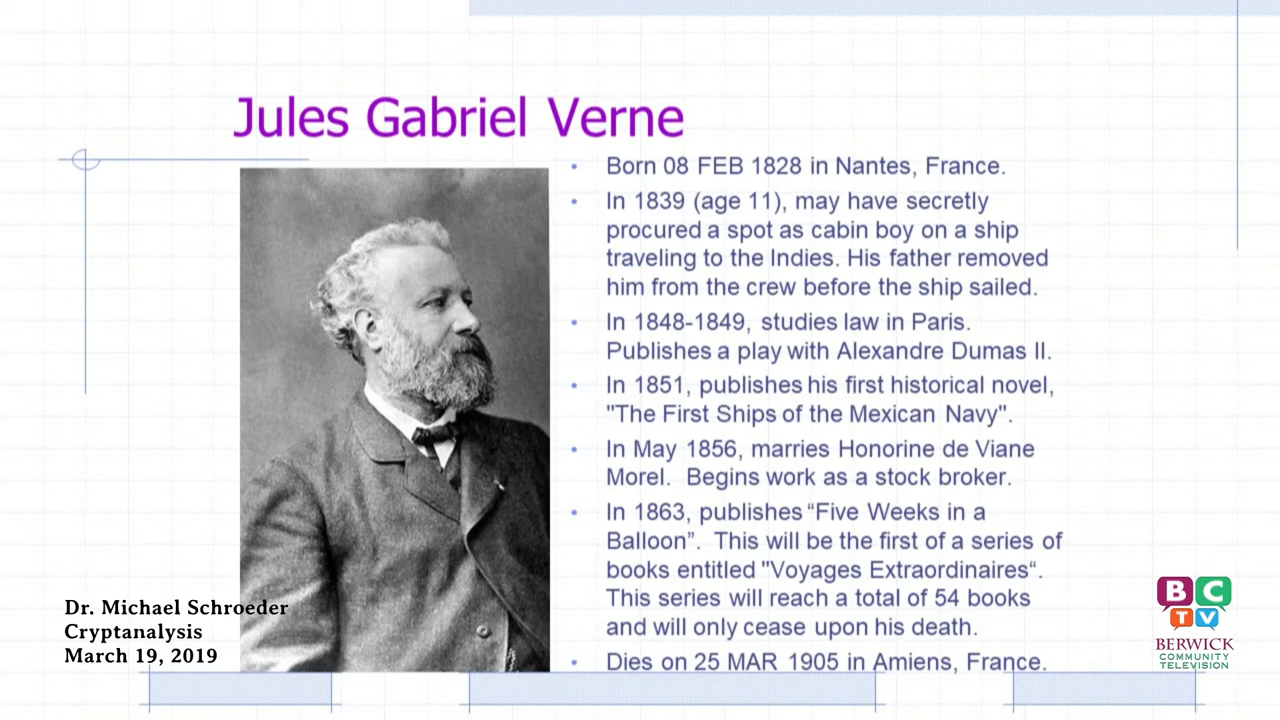 Jules Gabriel Verne
• Born 08 FEB 1828 in Nantes, France.
• In 1839 (age 11), may have secretly
procured a spot as cabin boy on a ship
traveling to the Indies. His father removed
him from the crew before the ship sailed.
• In 1848-1849, studies law in Paris.
Publishes a play with Alexandre Dumas II.
• In 1851, publishes his first historical novel,
"The First Ships of the Mexican Navy".
• In May 1856, marries Honorine de Viane
Morel. Begins work as a stock broker.
• In 1863, publishes “Five Weeks in a
Balloon”. This will be the first of a series of
books entitled "Voyages Extraordinaires“.
This series will reach a total of 54 books
and will only cease upon his death.
• Dies on 25 MAR 1905 in Amiens, France.
Dr. Michael Schroeder
Cryptanalysis
March 19, 2019
BC
TV
BERWICK
COMMUNITY
TELEVISION